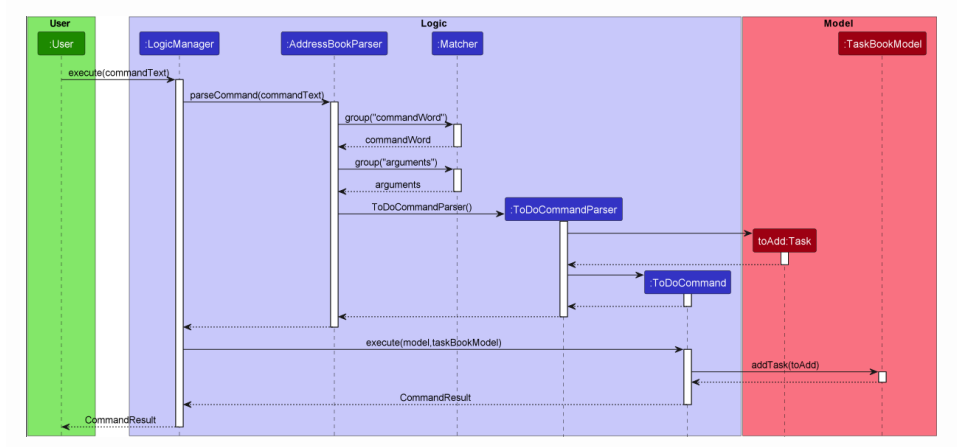 User
Logic
Model
:User
:LogicManager
:AddressBookParser
:Matcher
:TaskBookModel
execute(commandText)
parseCommand(commandText)
group("commandWord")
commandWord
group("arguments")
arguments
ToDoCommandParser()
:ToDoCommandParser
toAdd:Task
:ToDoCommand
execute(model,taskBookModel)
addTask(toAdd)
CommandResult
CommandResult